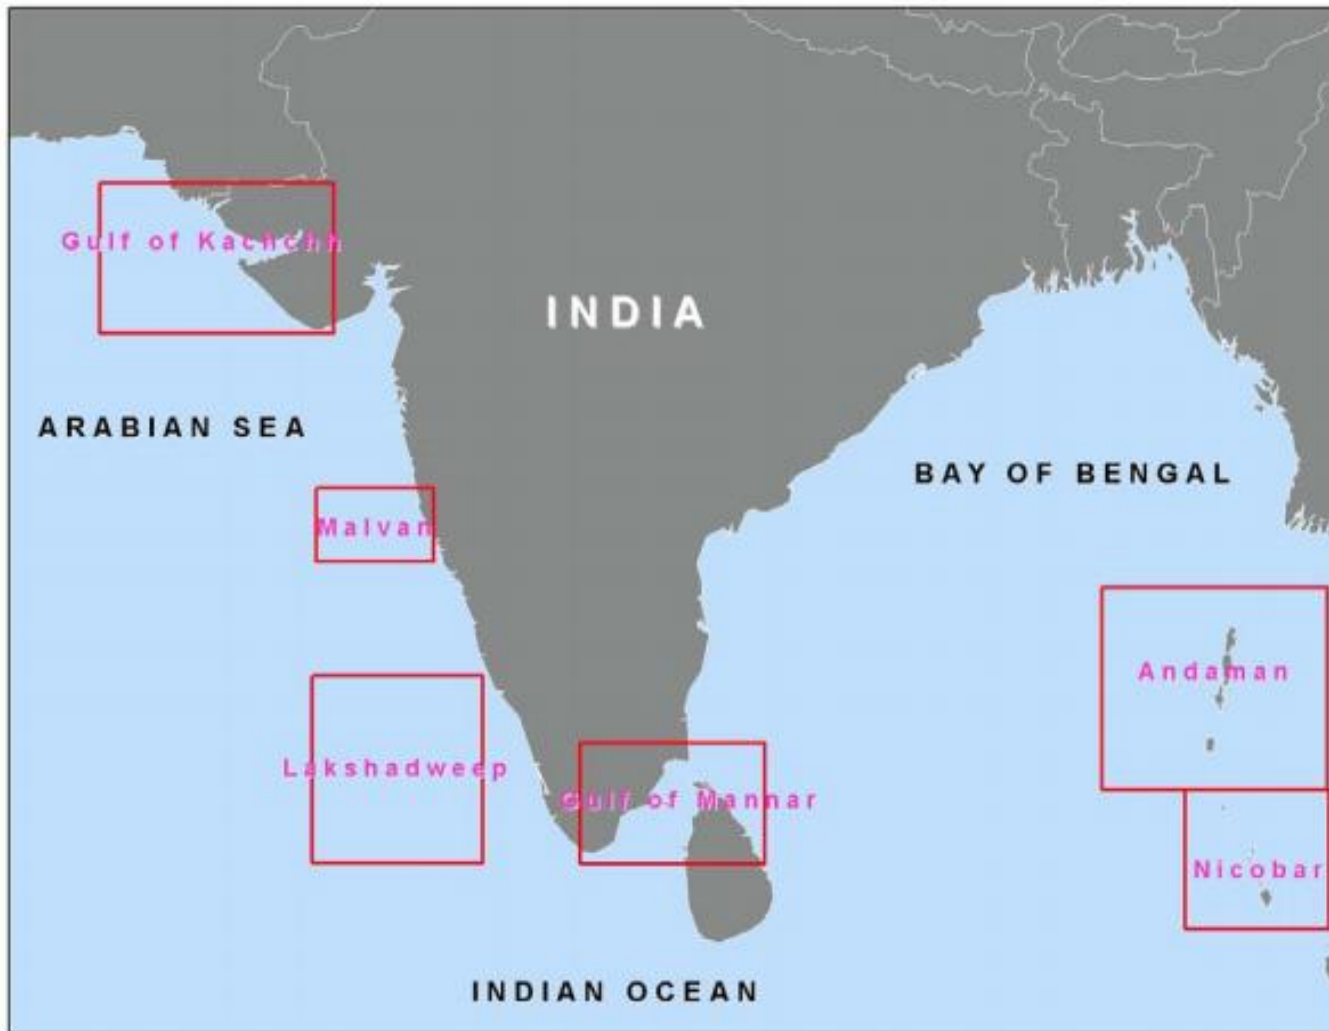 Gulf of Kachchh
INDIA
ARABIAN SEA
BAY OF BENGAL
Malvan
Andaman
Lakshadweep
Gulf of Mannar
Nicobar
INDIAN OCEAN